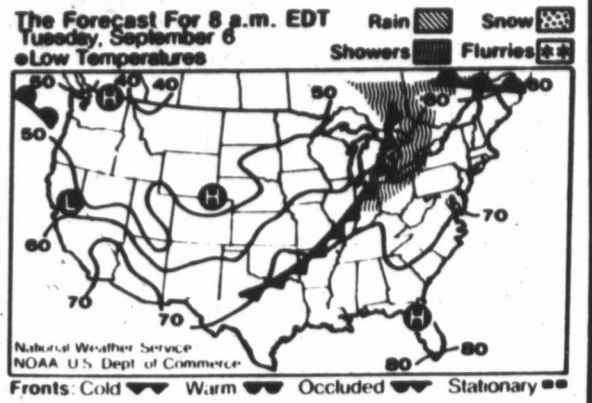 The Forecast For 8 a.m. EDT
Tuesday, September 6
●Low Temperatures
Rain Snow
Showers Flurries
50 40 40 50 60 60
50
H
L H
70
60
70
70
H
80 80
National Weather Service
NOAA U S Dept of Commerce
Fronts: Cold Warm Occluded Stationary